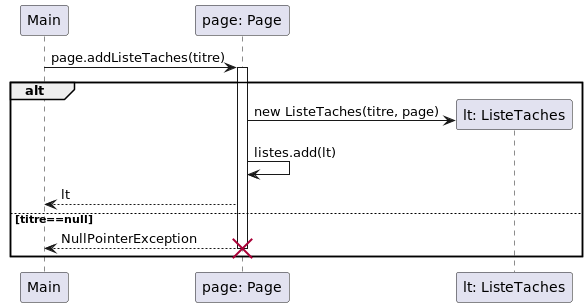 Main
page: Page
page.addListeTaches(titre)
alt
new ListeTaches(titre, page)
lt: ListeTaches
listes.add(lt)
lt
[titre==null]
NullPointerException
Main
page: Page
lt: ListeTaches